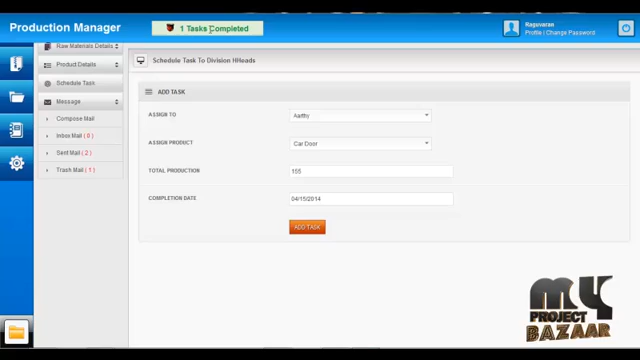 Production Manager
1 Tasks Completed
Ragovaran
Profile | Change Password
Raw Materials Details
Product Details
Schedule Task
Message
Compose Mail
Inbox Mail ( 0 )
Sent Mail ( 2 )
Trash Mail ( 1 )
Schedule Task To Division HHeads
ADD TASK
ASSIGN TO
Aarthy
ASSIGN PRODUCT
Car Door
TOTAL PRODUCTION
155
COMPLETION DATE
04/15/2014
ADD TASK
MY
PROJECT
BAZAAR